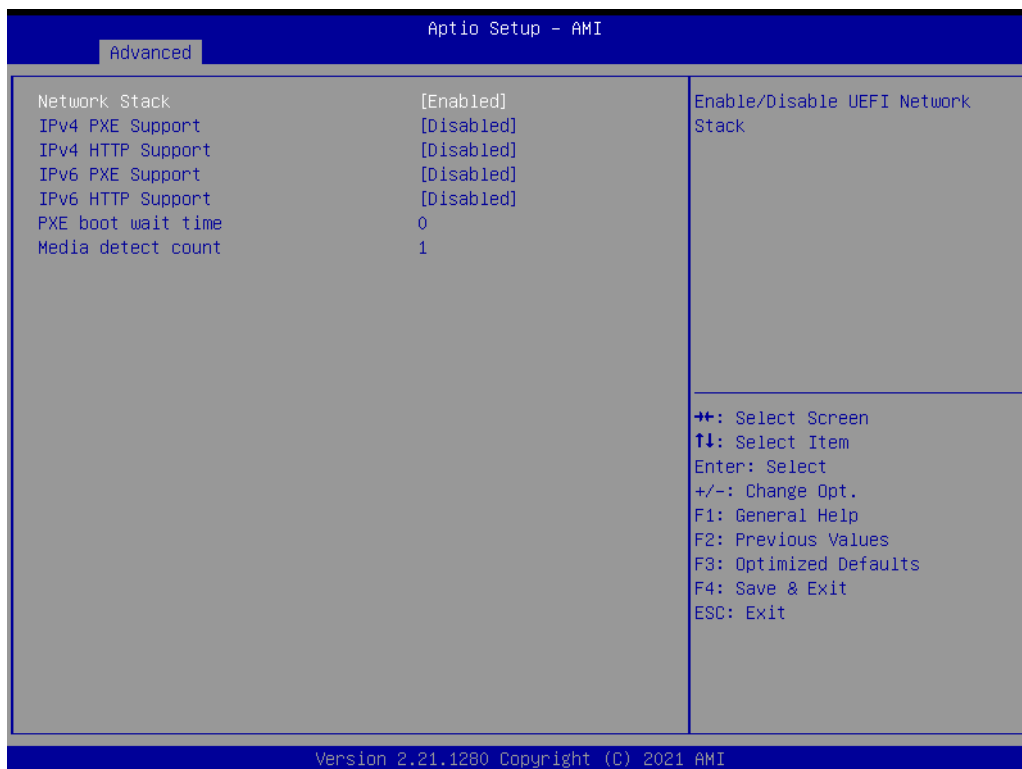 Aptio Setup – AMI
Advanced
Network Stack [Enabled]
IPv4 PXE Support [Disabled]
IPv4 HTTP Support [Disabled]
IPv6 PXE Support [Disabled]
IPv6 HTTP Support [Disabled]
PXE boot wait time 0
Media detect count 1
Enable/Disable UEFI Network
Stack
→←: Select Screen
↑↓: Select Item
Enter: Select
+/-: Change Opt.
F1: General Help
F2: Previous Values
F3: Optimized Defaults
F4: Save & Exit
ESC: Exit
Version 2.21.1280 Copyright (C) 2021 AMI